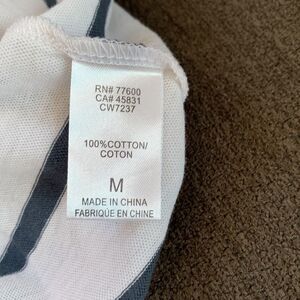 RN# 77600
CA# 45831
CW7237
100%COTTON/
COTON
M
MADE IN CHINA
FABRIQUÉ EN CHINE